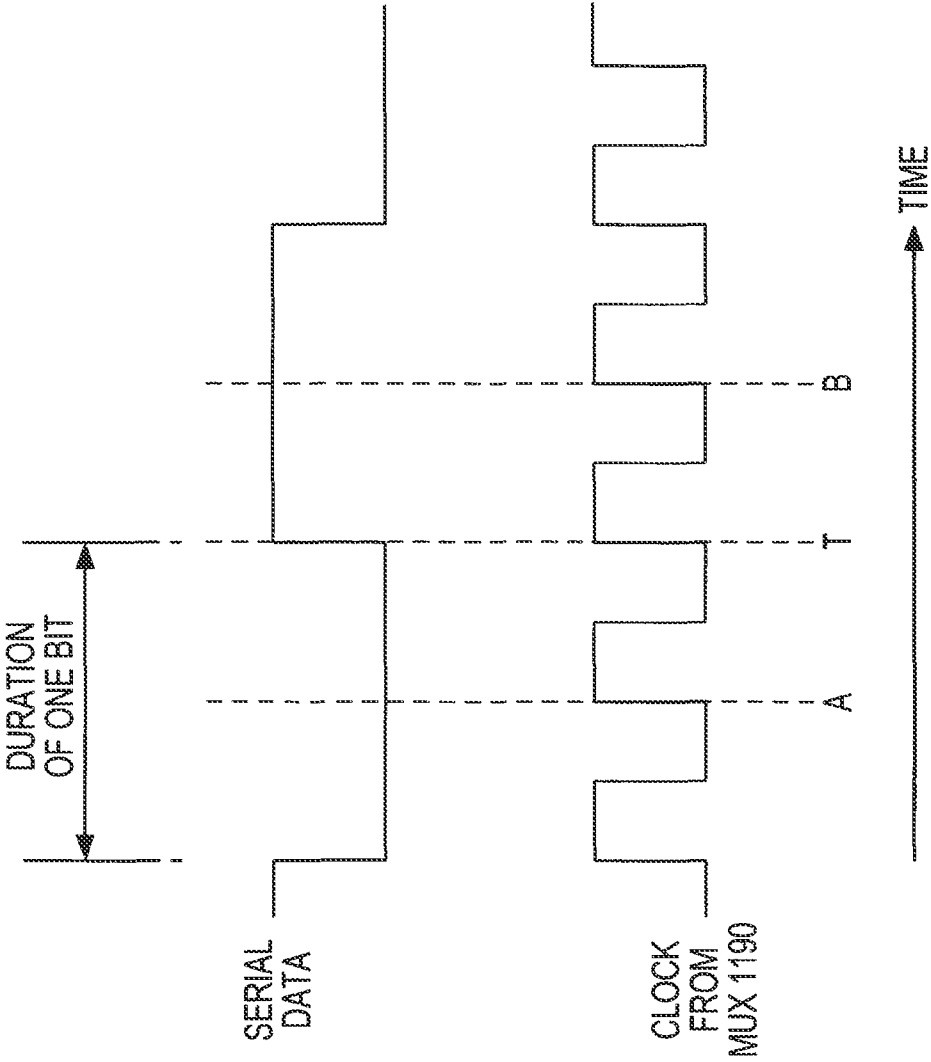 DURATION
OF ONE BIT
SERIAL
DATA
CLOCK
FROM
MUX 1190
A
T
B
TIME